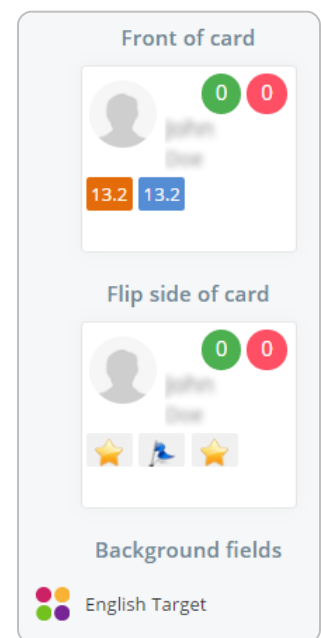 Front of card
0 0
13.2 13.2
Flip side of card
0 0
Background fields
English Target